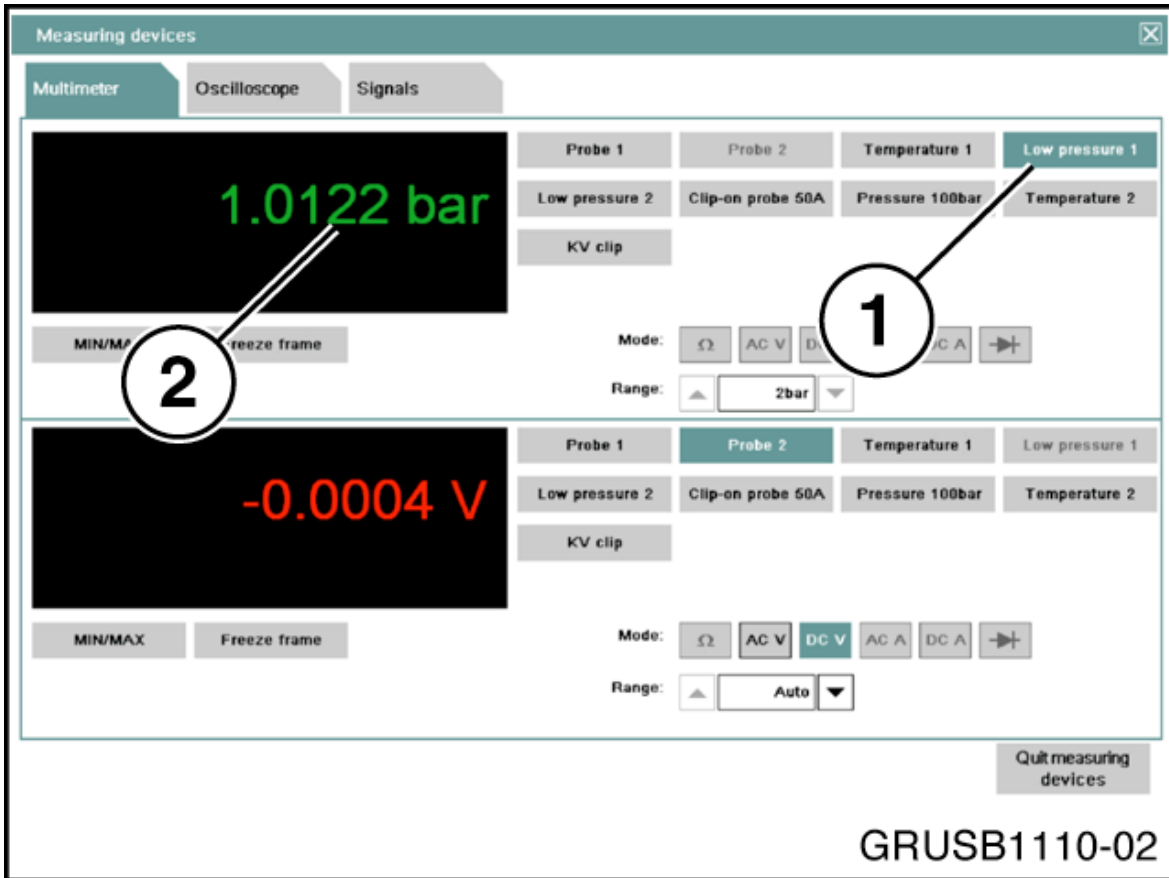 Measuring devices
Multimeter
Oscilloscope
Signals
1.0122 bar
Probe 1
Probe 2
Temperature 1
Low pressure 1
Low pressure 2
Clip-on probe 50A
Pressure 100bar
Temperature 2
KV clip
1
2
Mode:
Ω
AC V
DC A
Range:
2bar
-0.0004 V
Probe 1
Probe 2
Temperature 1
Low pressure 1
Low pressure 2
Clip-on probe 50A
Pressure 100bar
Temperature 2
KV clip
MIN/MAX
Freeze frame
Mode:
Ω
AC V
DC V
AC A
DC A
Range:
Auto
Quit measuring
devices
GRUSB1110-02